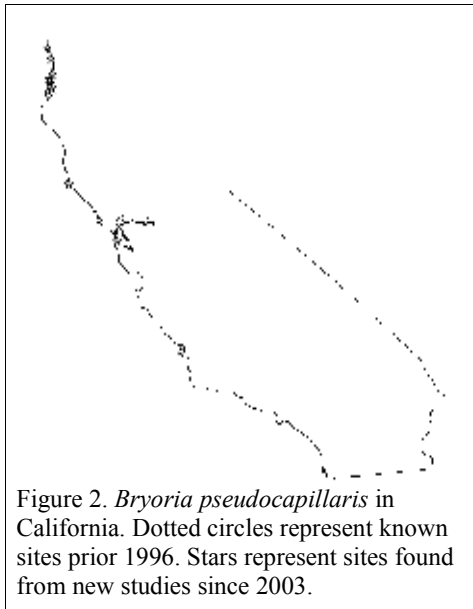 Figure 2. Bryoria pseudocapillaris in
California. Dotted circles represent known
sites prior 1996. Stars represent sites found
from new studies since 2003.